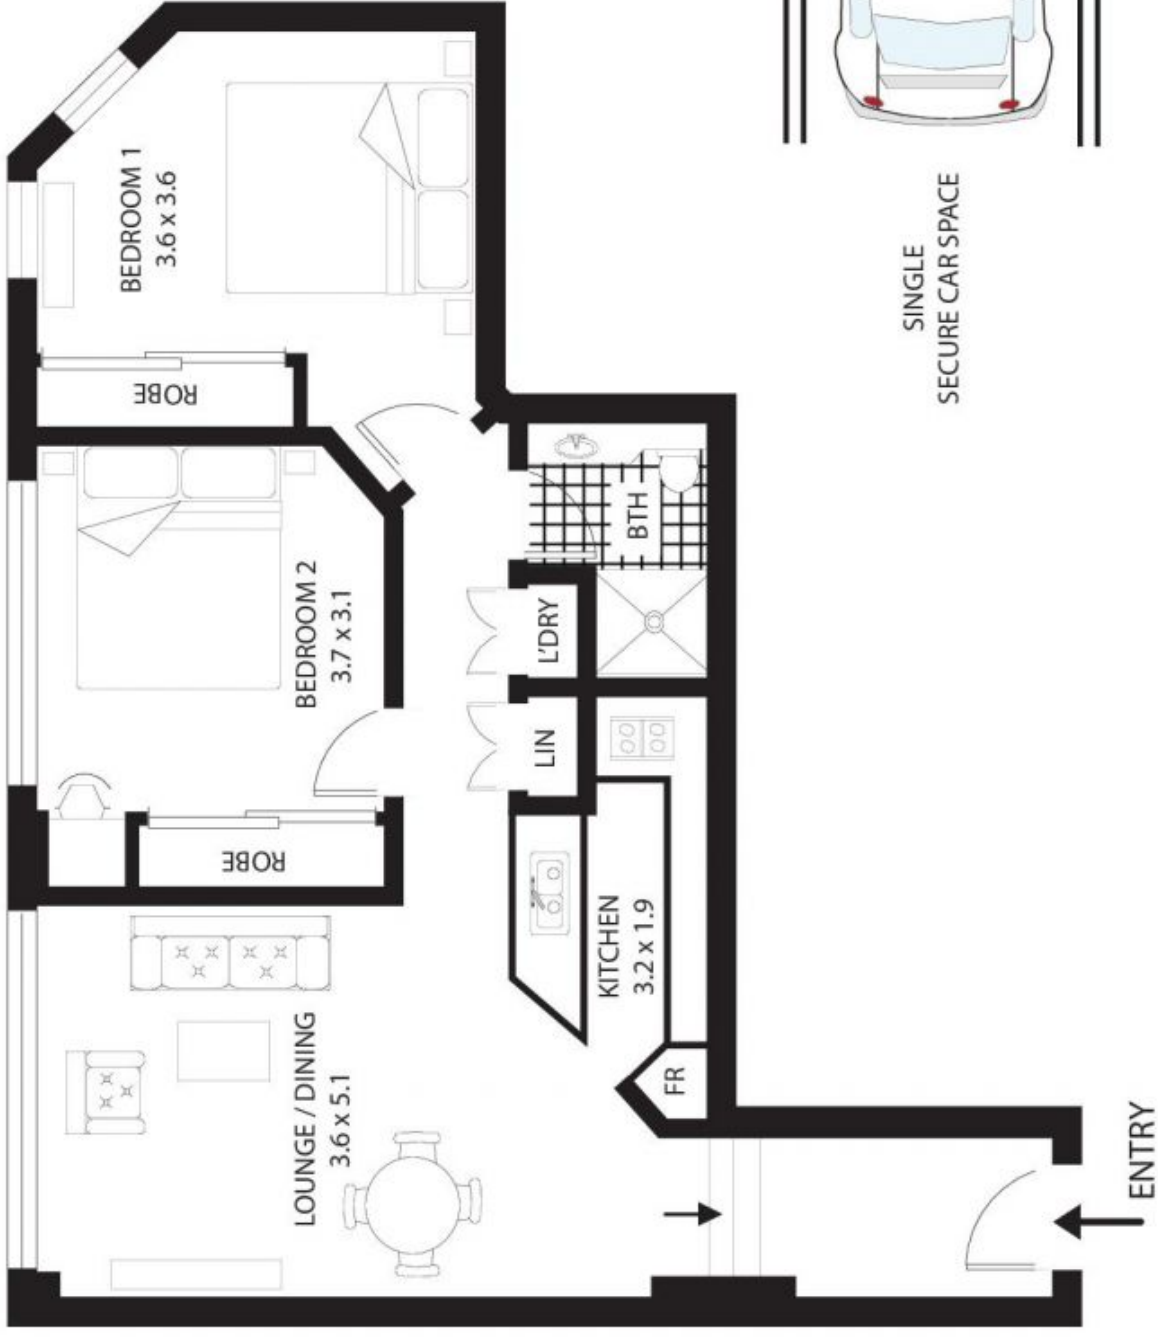 BEDROOM 1
3.6 x 3.6
ROBE
BEDROOM 2
3.7 x 3.1
ROBE
LOUNGE / DINING
3.6 x 5.1
BTH
L'DRY
LIN
KITCHEN
3.2 x 1.9
FR
ENTRY
SINGLE
SECURE CAR SPACE